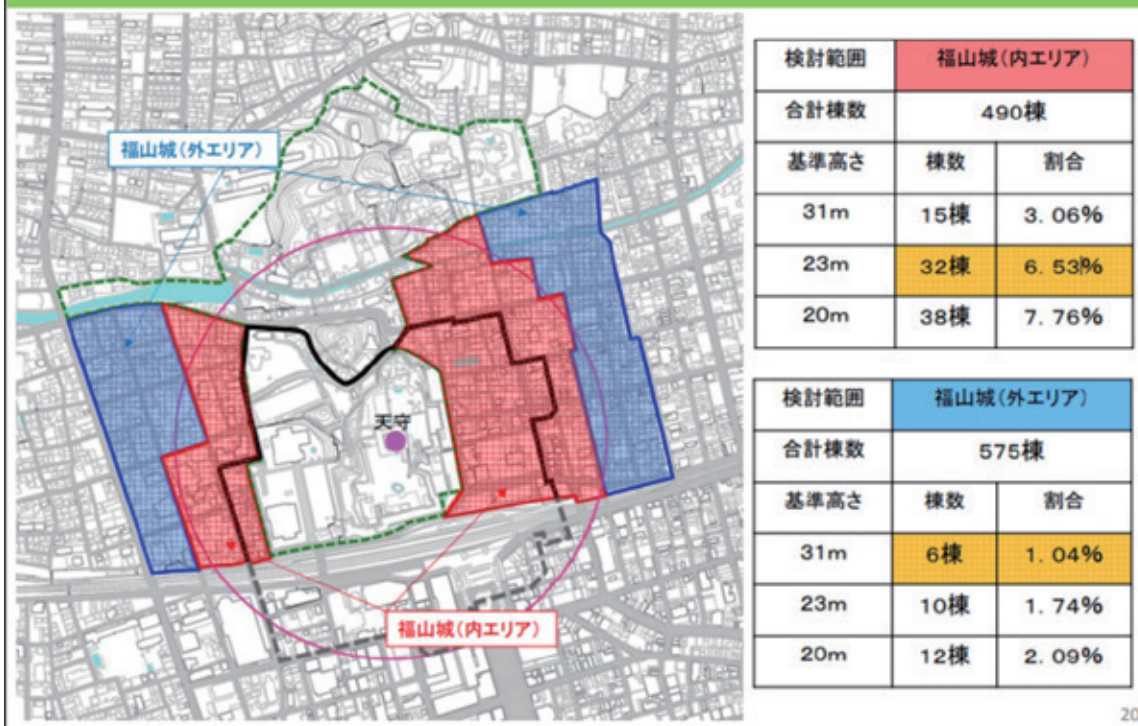 福山城(外エリア)
天守
福山城(内エリア)
検討範囲 福山城(内エリア)
合計棟数 490棟
基準高さ 棟数 割合
31m 15棟 3.06%
23m 32棟 6.53%
20m 38棟 7.76%
検討範囲 福山城(外エリア)
合計棟数 575棟
基準高さ 棟数 割合
31m 6棟 1.04%
23m 10棟 1.74%
20m 12棟 2.09%
20